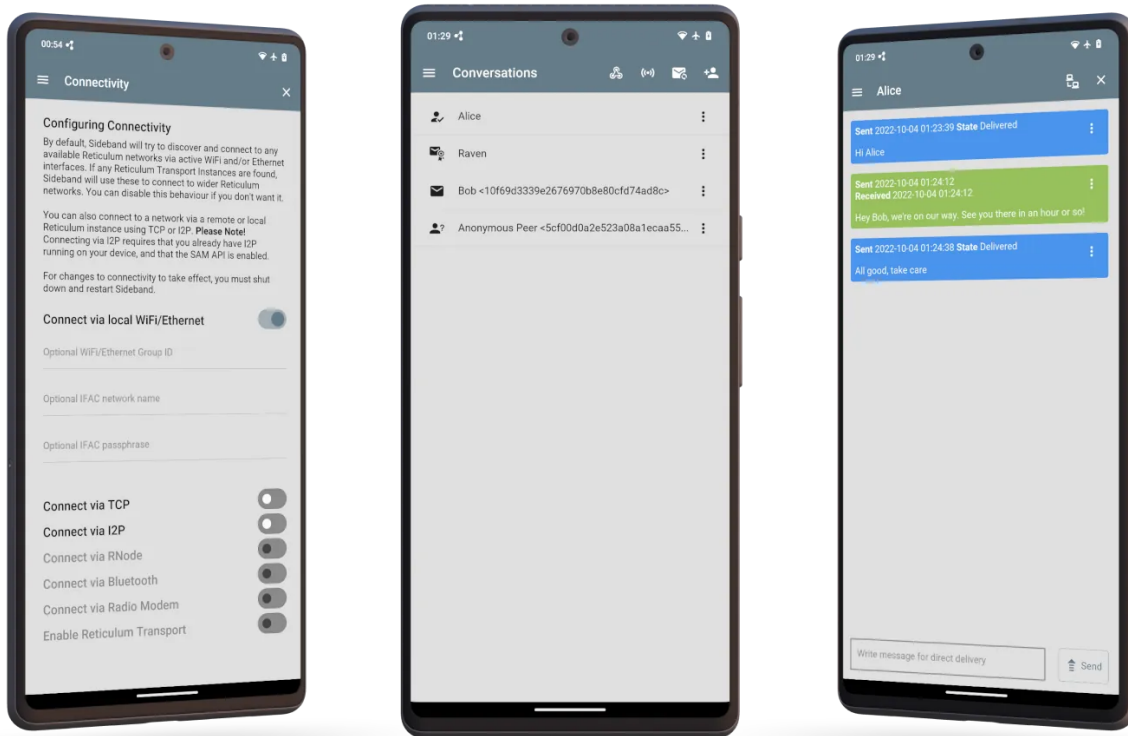 00:54
Connectivity
Configuring Connectivity
By default, Sideband will try to discover and connect to any
available Reticulum networks via active WiFi and/or Ethernet
interfaces. If any Reticulum Transport Instances are found,
Sideband will use these to connect to wider Reticulum
networks. You can disable this behaviour if you don't want it.
You can also connect to a network via a remote or local
Reticulum instance using TCP or I2P. Please Note!
Connecting via I2P requires that you already have I2P
running on your device, and that the SAM API is enabled.
For changes to connectivity to take effect, you must shut
down and restart Sideband.
Connect via local WiFi/Ethernet
Optional WiFi/Ethernet Group ID
Optional IFAC network name
Optional IFAC passphrase
Connect via TCP
Connect via I2P
Connect via RNode
Connect via Bluetooth
Connect via Radio Modem
Enable Reticulum Transport
01:29
Conversations
Alice
Raven
Bob <10f69d3339e2676970b8e80cfd74ad8c>
Anonymous Peer <5cf00d0a2e523a08a1ecaa55...
01:29
Alice
Sent 2022-10-04 01:23:39 State Delivered
Hi Alice
Sent 2022-10-04 01:24:12
Received 2022-10-04 01:24:12
Hey Bob, we're on our way. See you there in an hour or so!
Sent 2022-10-04 01:24:38 State Delivered
All good, take care
Write message for direct delivery
Send